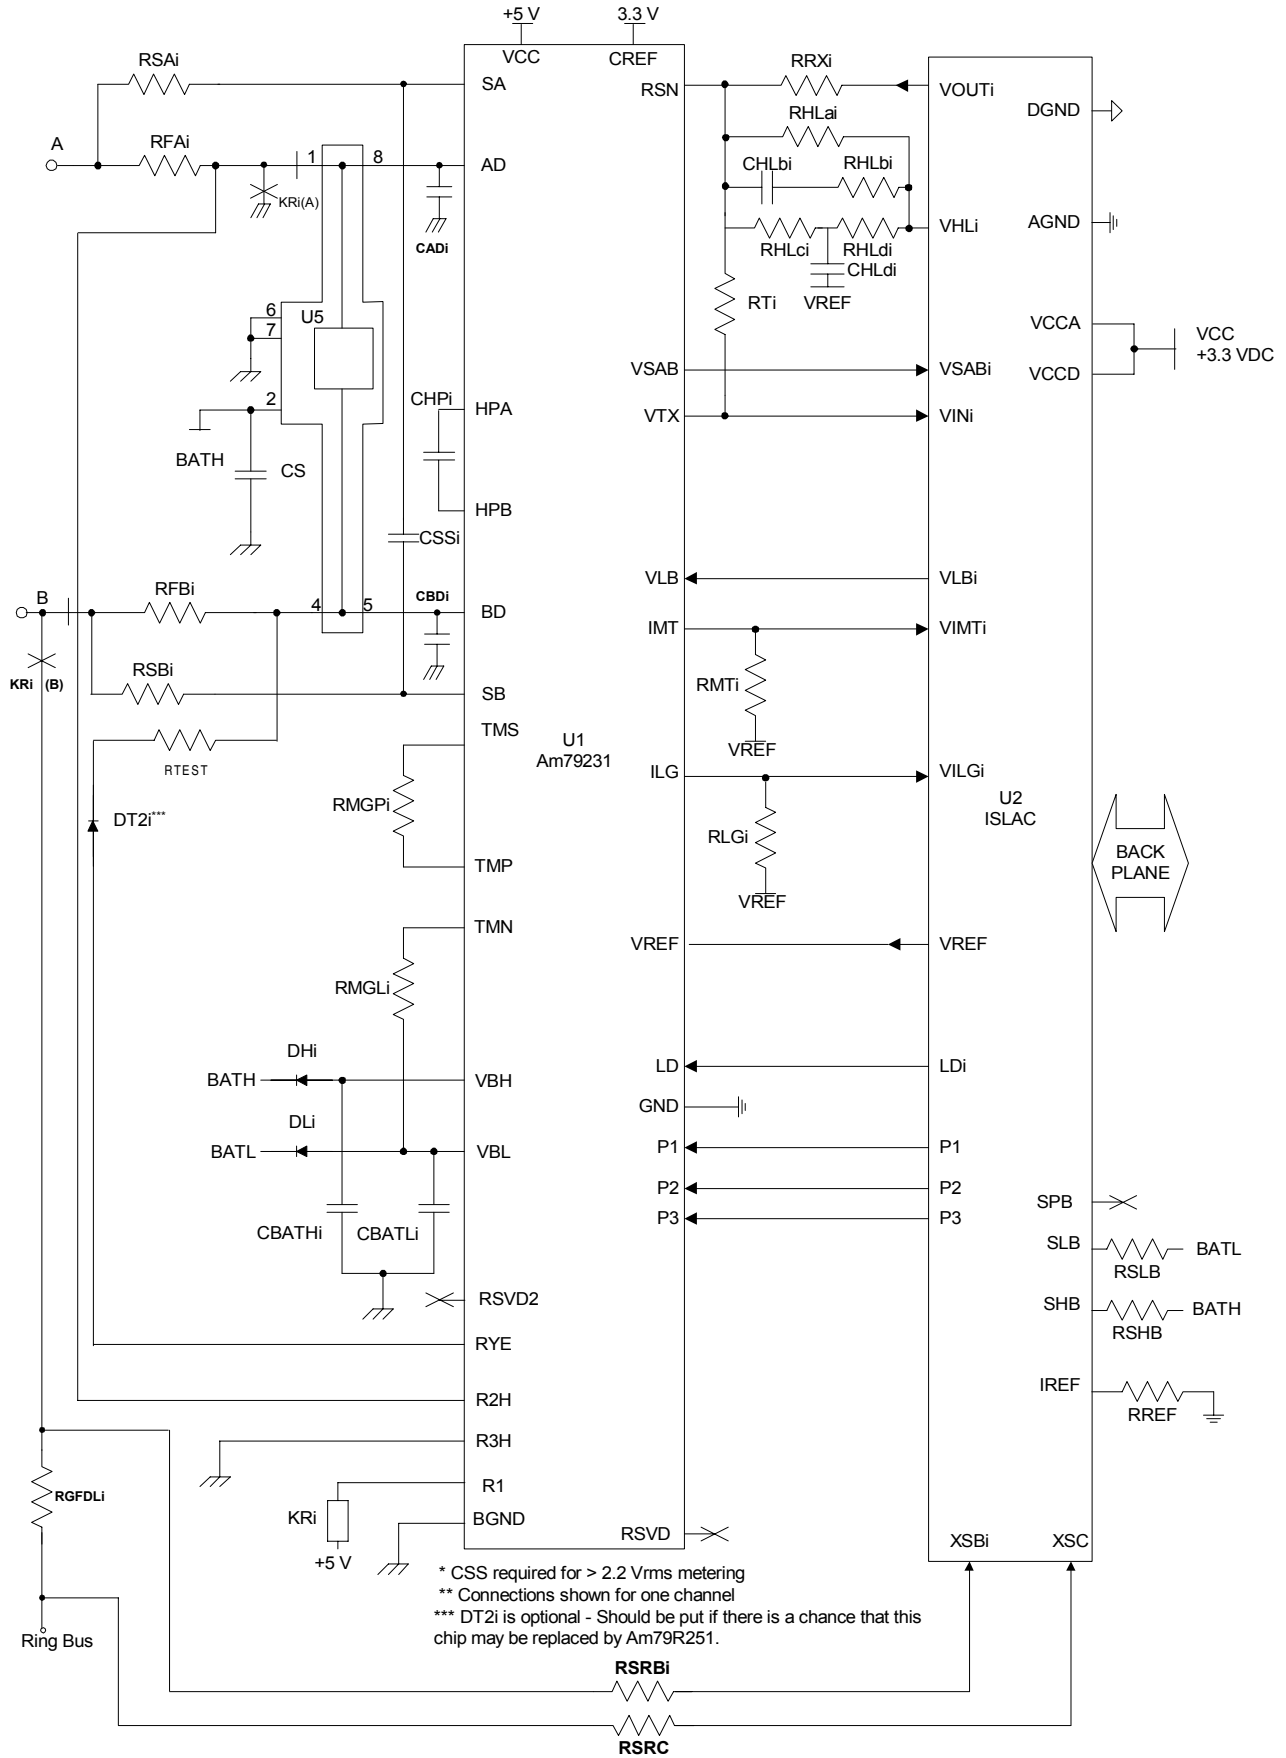 +5 V
3.3 V
VCC
CREF
RSAi
SA
RSN
RRXi
VOUTi
DGND
RHLai
A
RFAi
1
8
AD
CHLbi
RHLbi
KRi(A)
CADi
RHLci
RHLdi
VHLi
AGND
CHLdi
VREF
RTi
6
U5
7
VCCA
VCC
+3.3 VDC
VCCD
VSAB
VSABi
2
CHPi
HPA
VTX
VINi
BATH
CS
HPB
CSSi
VLB
VLBi
B
RFBi
4
5
CBDi
BD
IMT
VIMTi
KRi (B)
RSBi
SB
RMTi
TMS
U1
Am79231
VREF
RTEST
ILG
VILGi
U2
ISLAC
RMGPi
DT2i***
RLGi
BACK
PLANE
TMP
VREF
TMN
VREF
VREF
RMGLi
DHi
BATH
VBH
LD
LDi
GND
DLi
BATL
VBL
P1
P1
P2
P2
P3
P3
SPB
CBATHi
CBATLi
SLB
BATL
RSLB
RSVD2
SHB
BATH
RSHB
RYE
IREF
RREF
R2H
R3H
RGFDLi
R1
KRi
BGND
RSVD
+5 V
XSBi
XSC
* CSS required for > 2.2 Vrms metering
** Connections shown for one channel
*** DT2i is optional - Should be put if there is a chance that this
chip may be replaced by Am79R251.
Ring Bus
RSRBi
RSRC